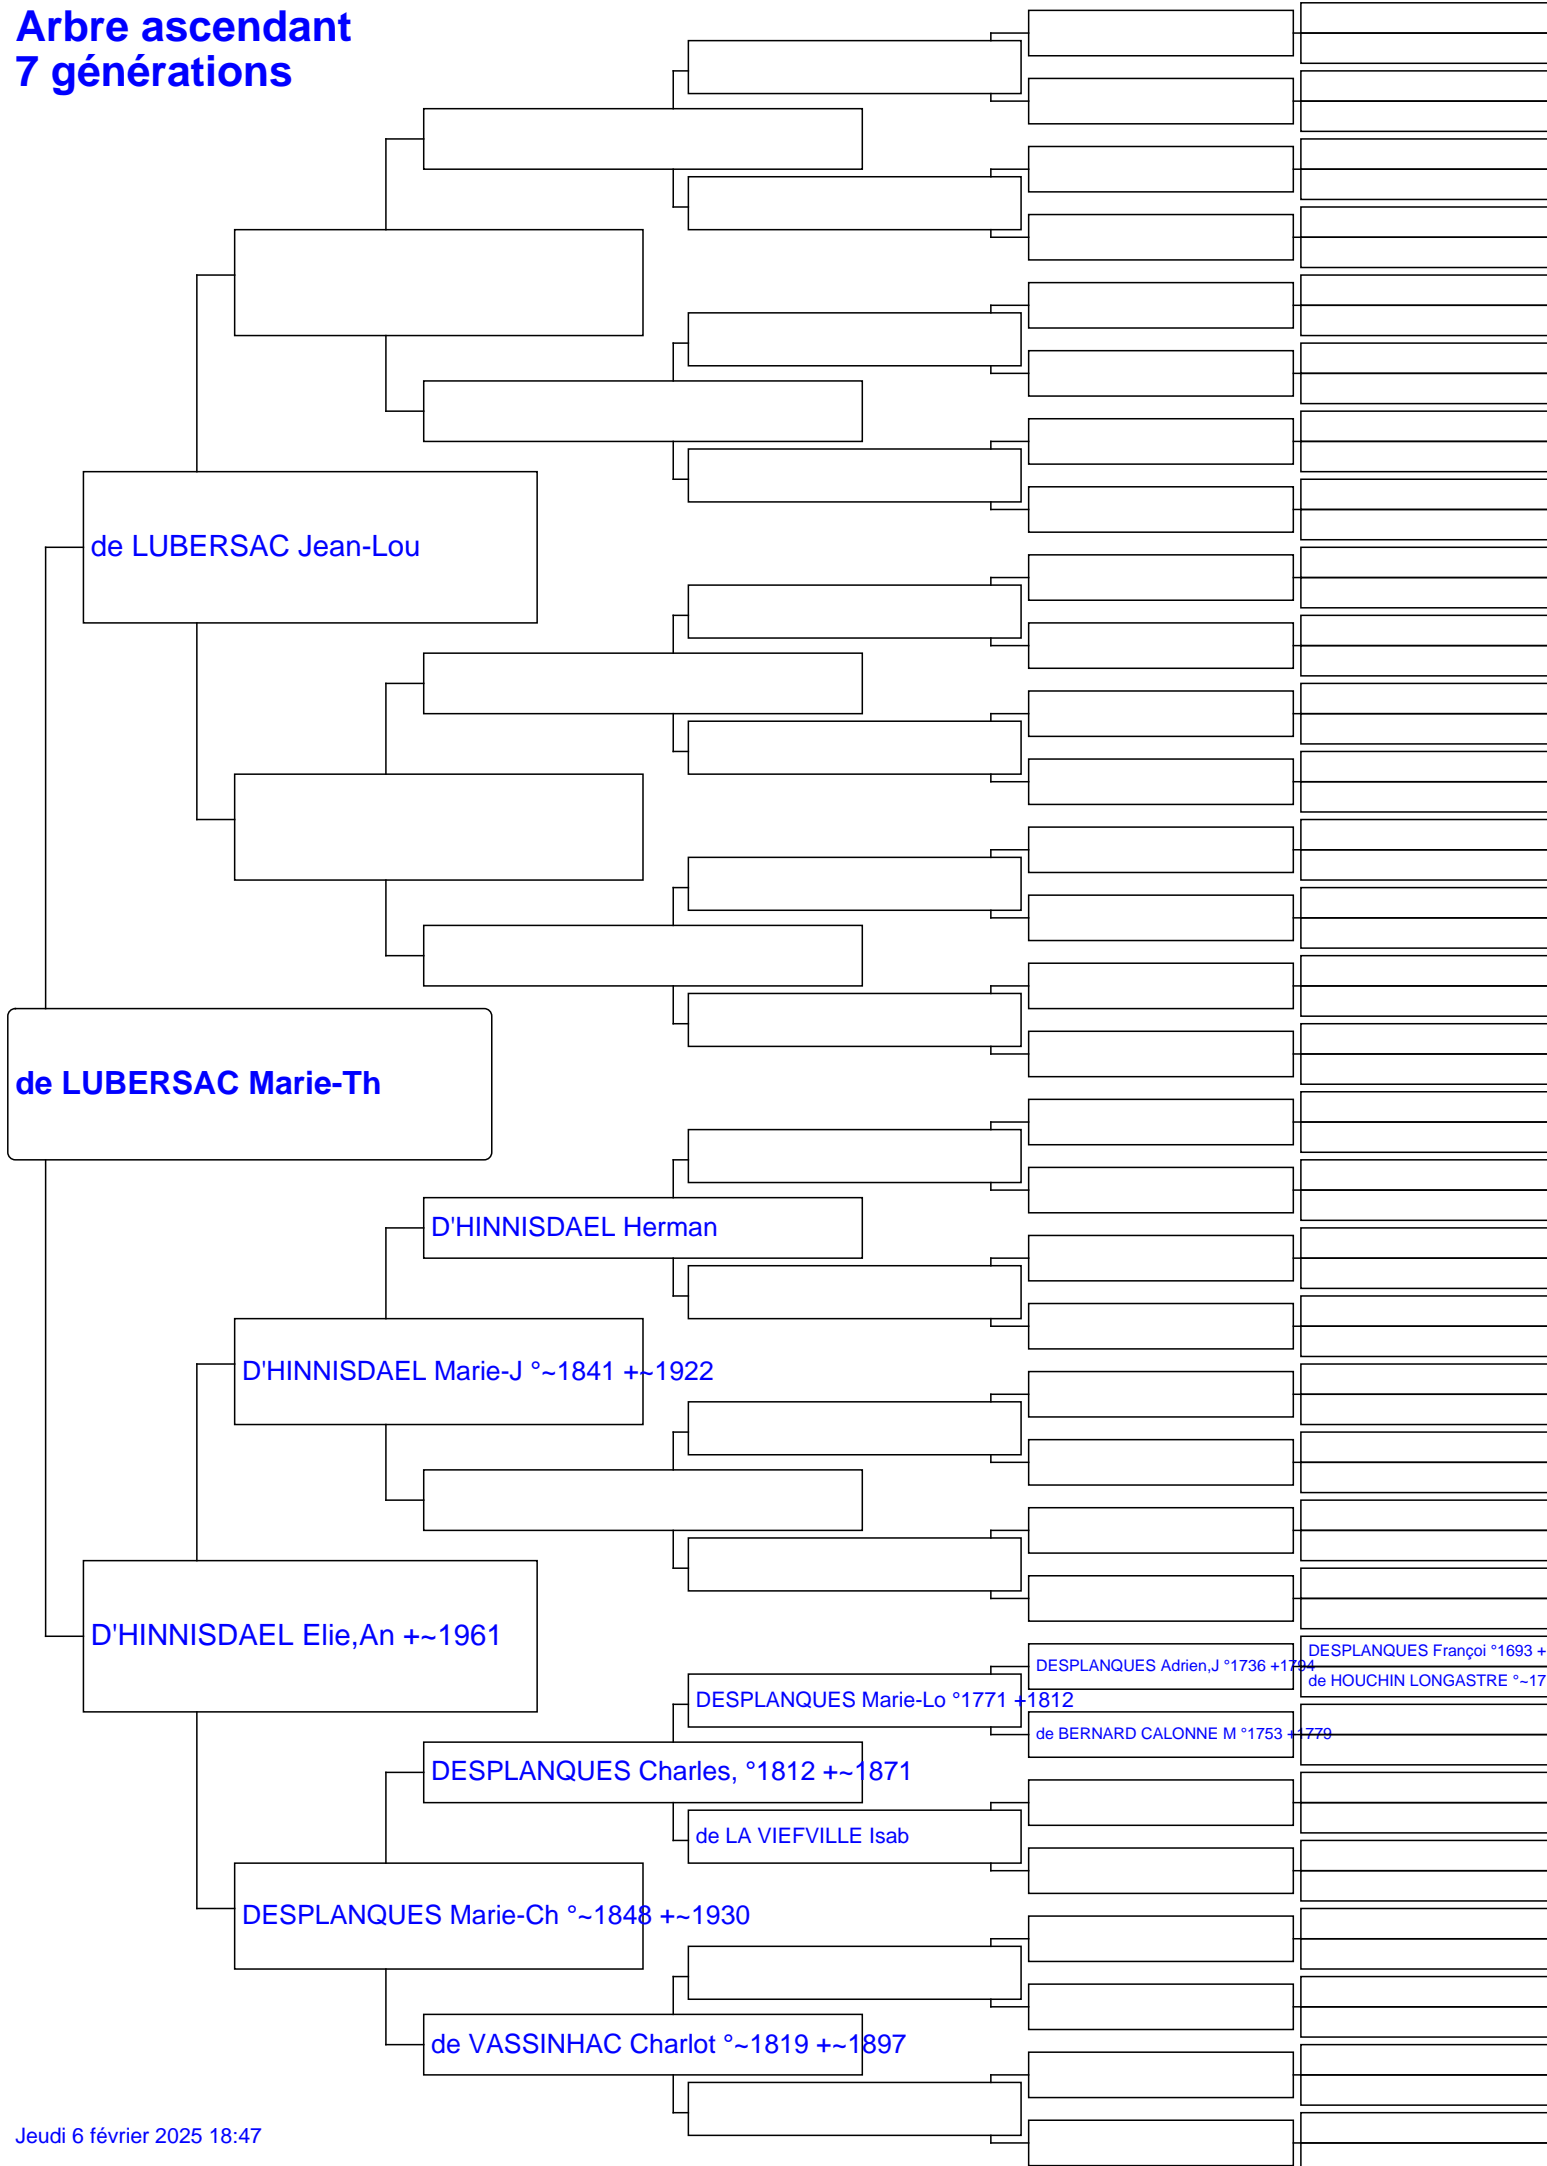 Arbre ascendant
7 générations
de LUBERSAC Jean-Lou
de LUBERSAC Marie-Th
D'HINNISDAEL Herman
D'HINNISDAEL Marie-J °~1841 +~1922
D'HINNISDAEL Elie,An +~1961
DESPLANQUES Adrien,J °1736 +1794
DESPLANQUES Françoi °1693 +
de HOUCHIN LONGASTRE °~17
DESPLANQUES Marie-Lo °1771 +1812
de BERNARD CALONNE M °1753 +1779
DESPLANQUES Charles, °1812 +~1871
de LA VIEFVILLE Isab
DESPLANQUES Marie-Ch °~1848 +~1930
de VASSINHAC Charlot °~1819 +~1897
Jeudi 6 février 2025 18:47